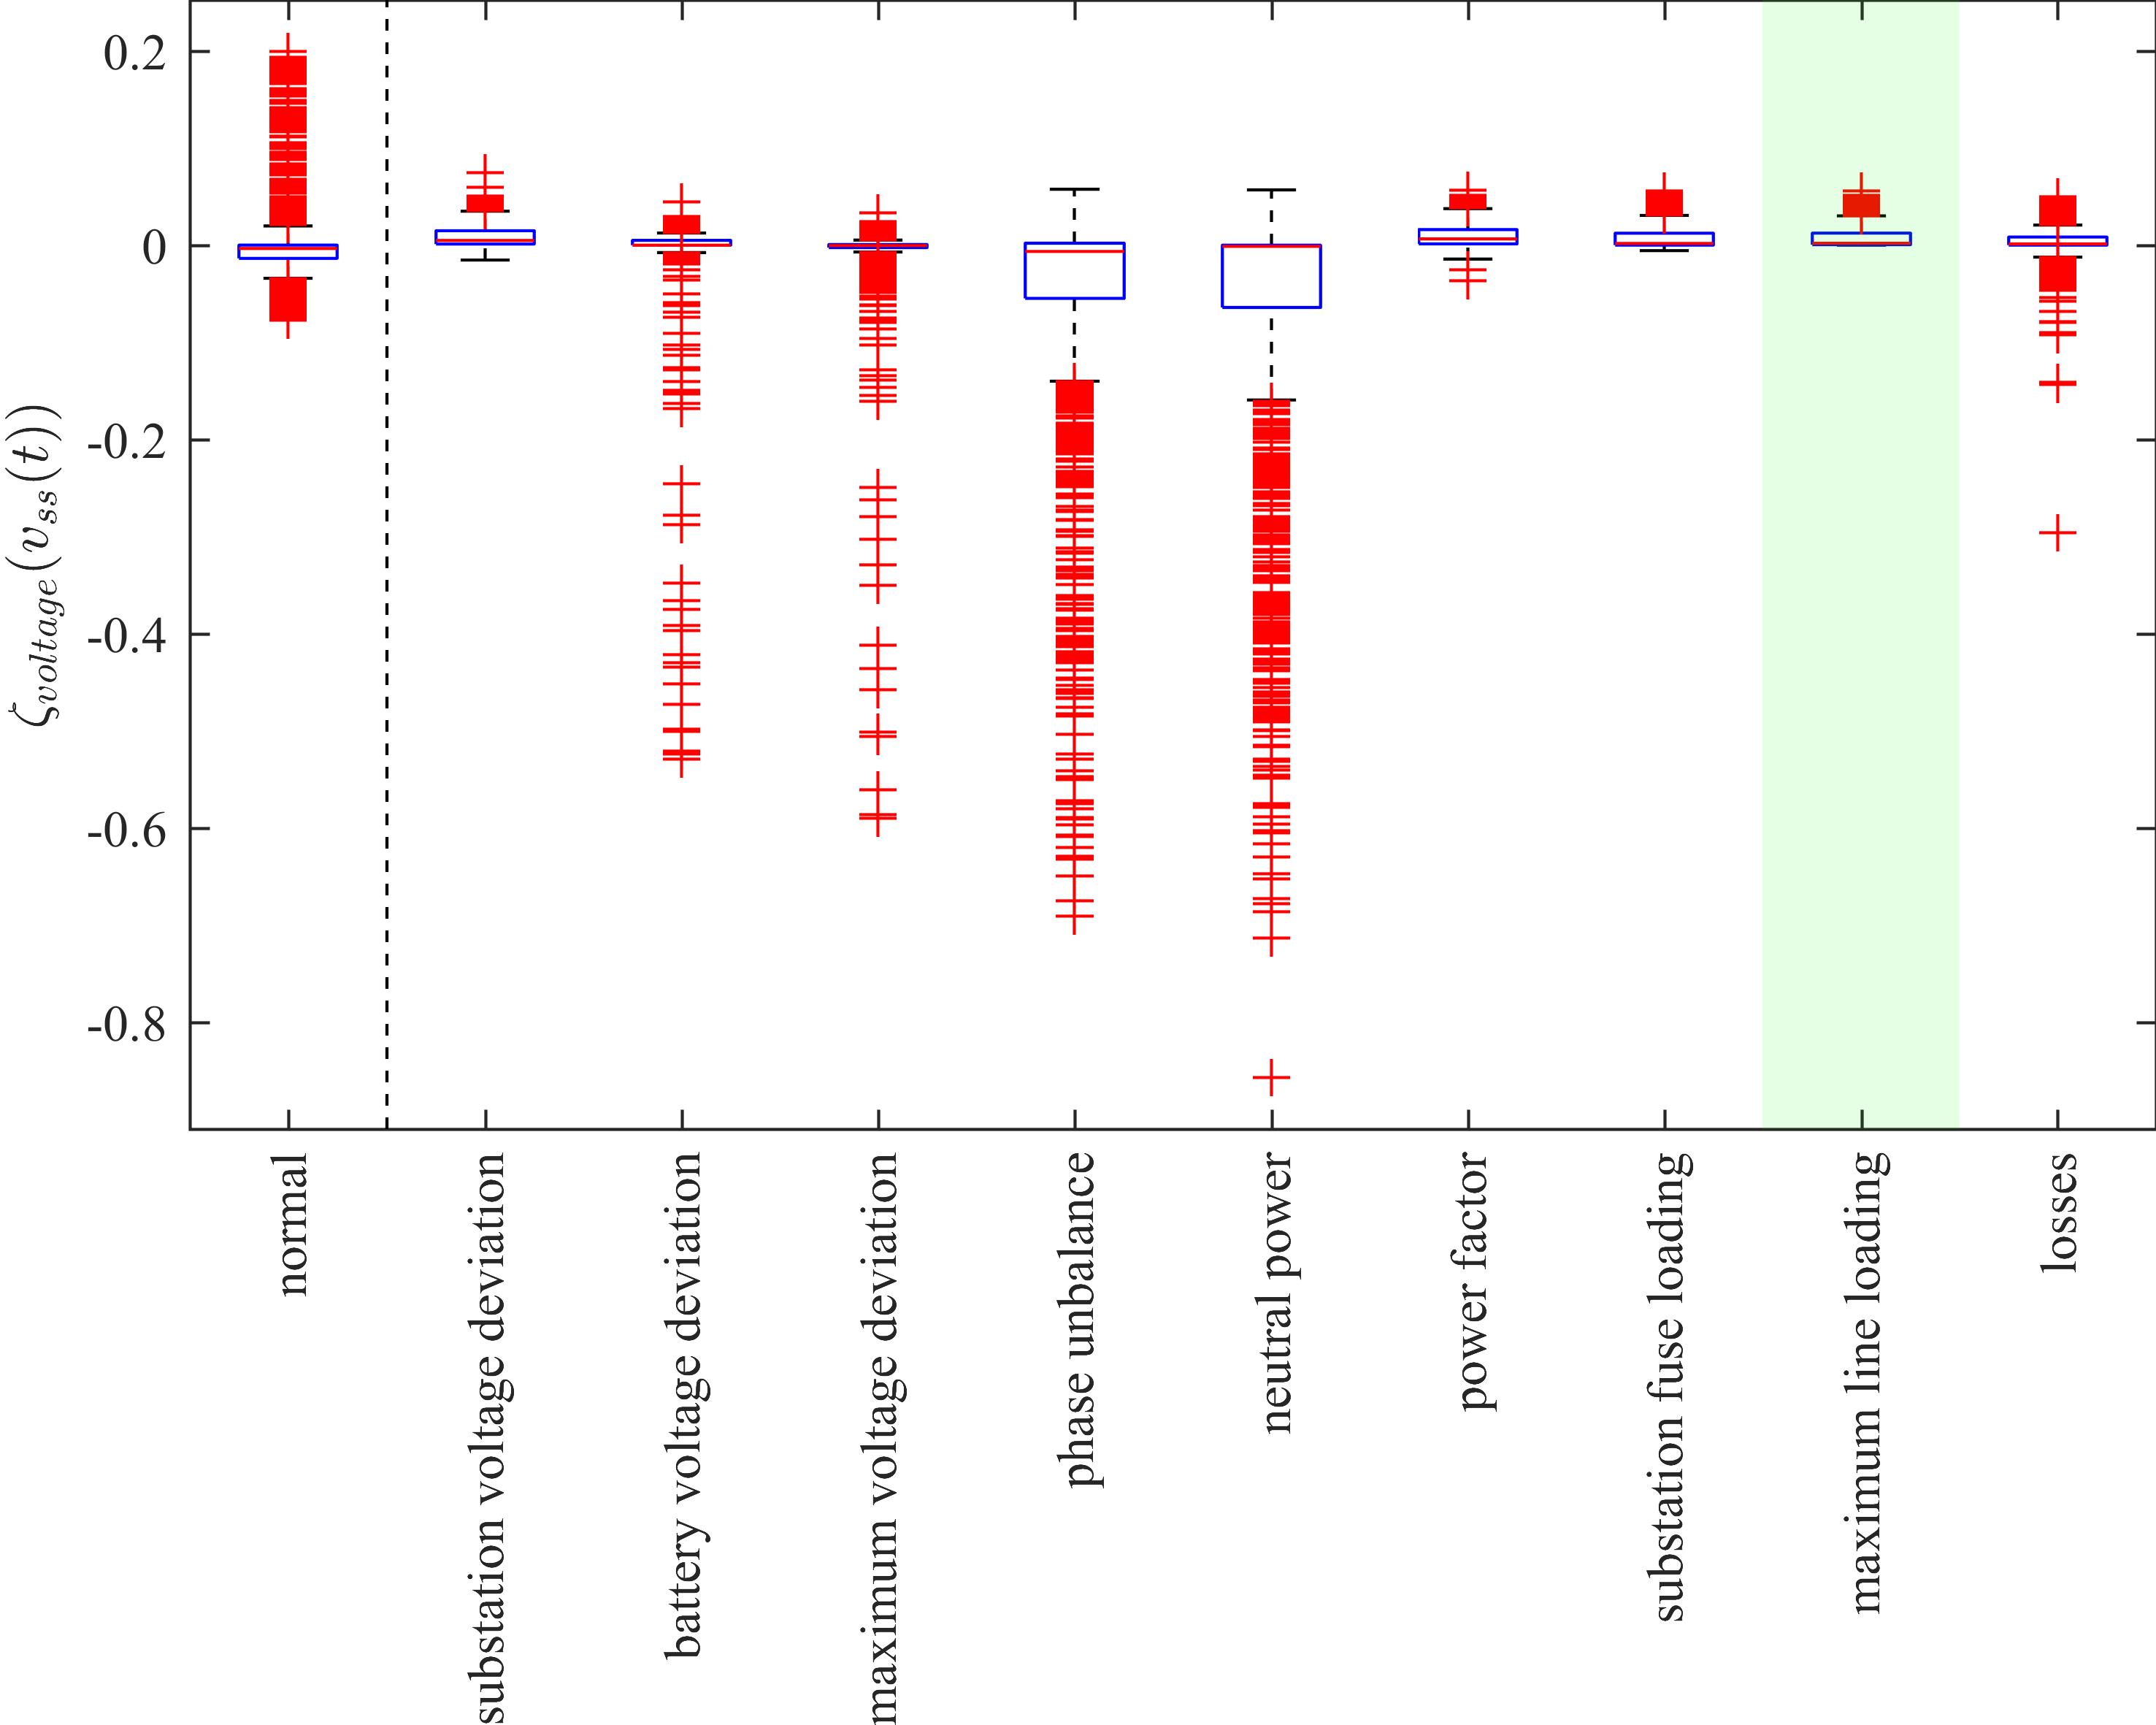 ζvoltage(vss(t))
0.2
0
-0.2
-0.4
-0.6
-0.8
normal
substation voltage deviation
battery voltage deviation
maximum voltage deviation
phase unbalance
neutral power
power factor
substation fuse loading
maximum line loading
losses